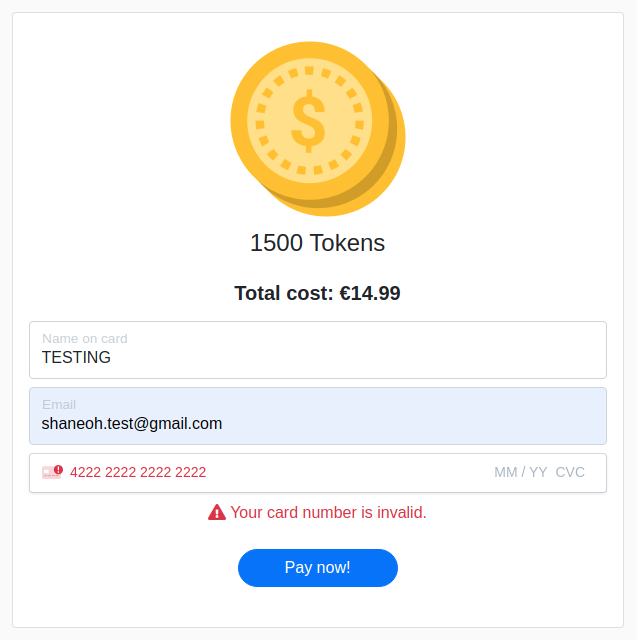 $
1500 Tokens
Total cost: €14.99
Name on card
TESTING
Email
shaneoh.test@gmail.com
4222 2222 2222 2222 MM / YY CVC
Your card number is invalid.
Pay now!